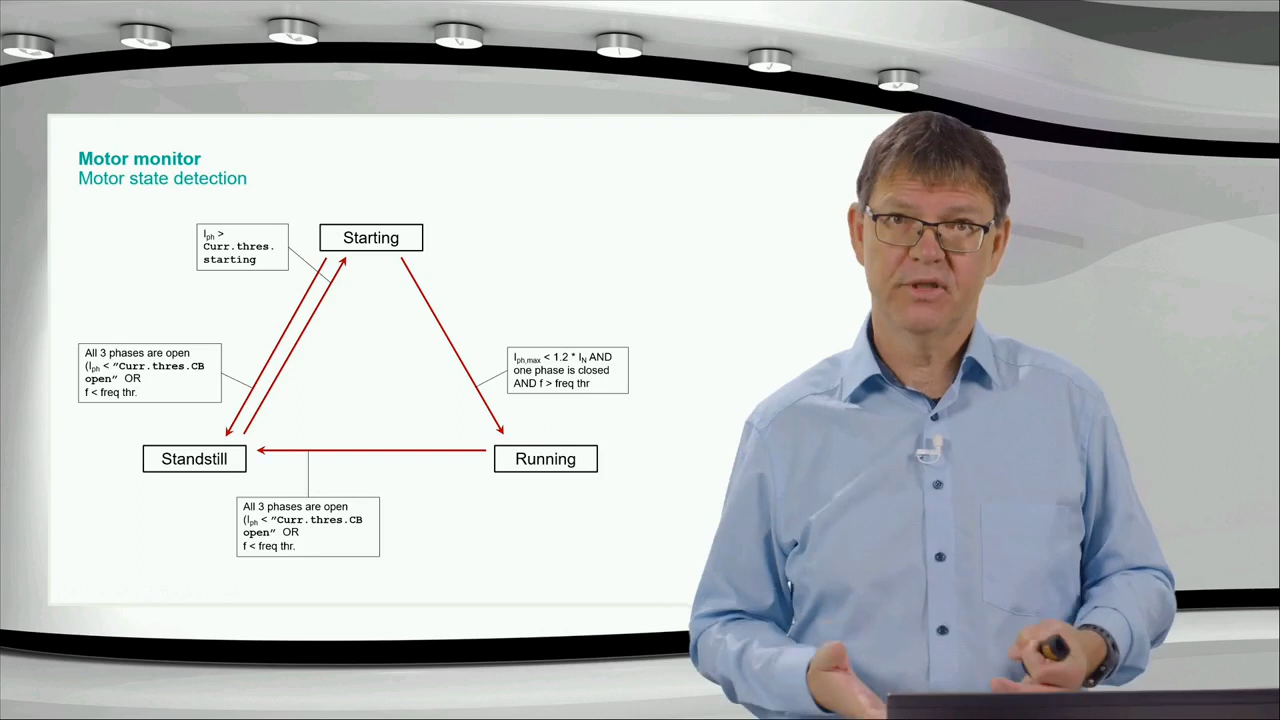 Motor monitor
Motor state detection
Iph >
Curr.thres.
starting
Starting
All 3 phases are open
(Iph < "Curr.thres.CB
open" OR
f < freq thr.
Iph,max < 1.2 * IN AND
one phase is closed
AND f > freq thr
Standstill
Running
All 3 phases are open
(Iph < "Curr.thres.CB
open" OR
f < freq thr.